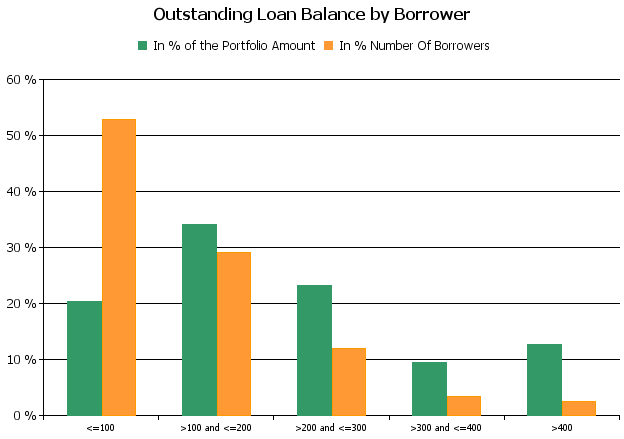 Outstanding Loan Balance by Borrower
In % of the Portfolio Amount In % Number Of Borrowers
60 %
50 %
40 %
30 %
20 %
10 %
0 %
<=100 >100 and <=200 >200 and <=300 >300 and <=400 >400